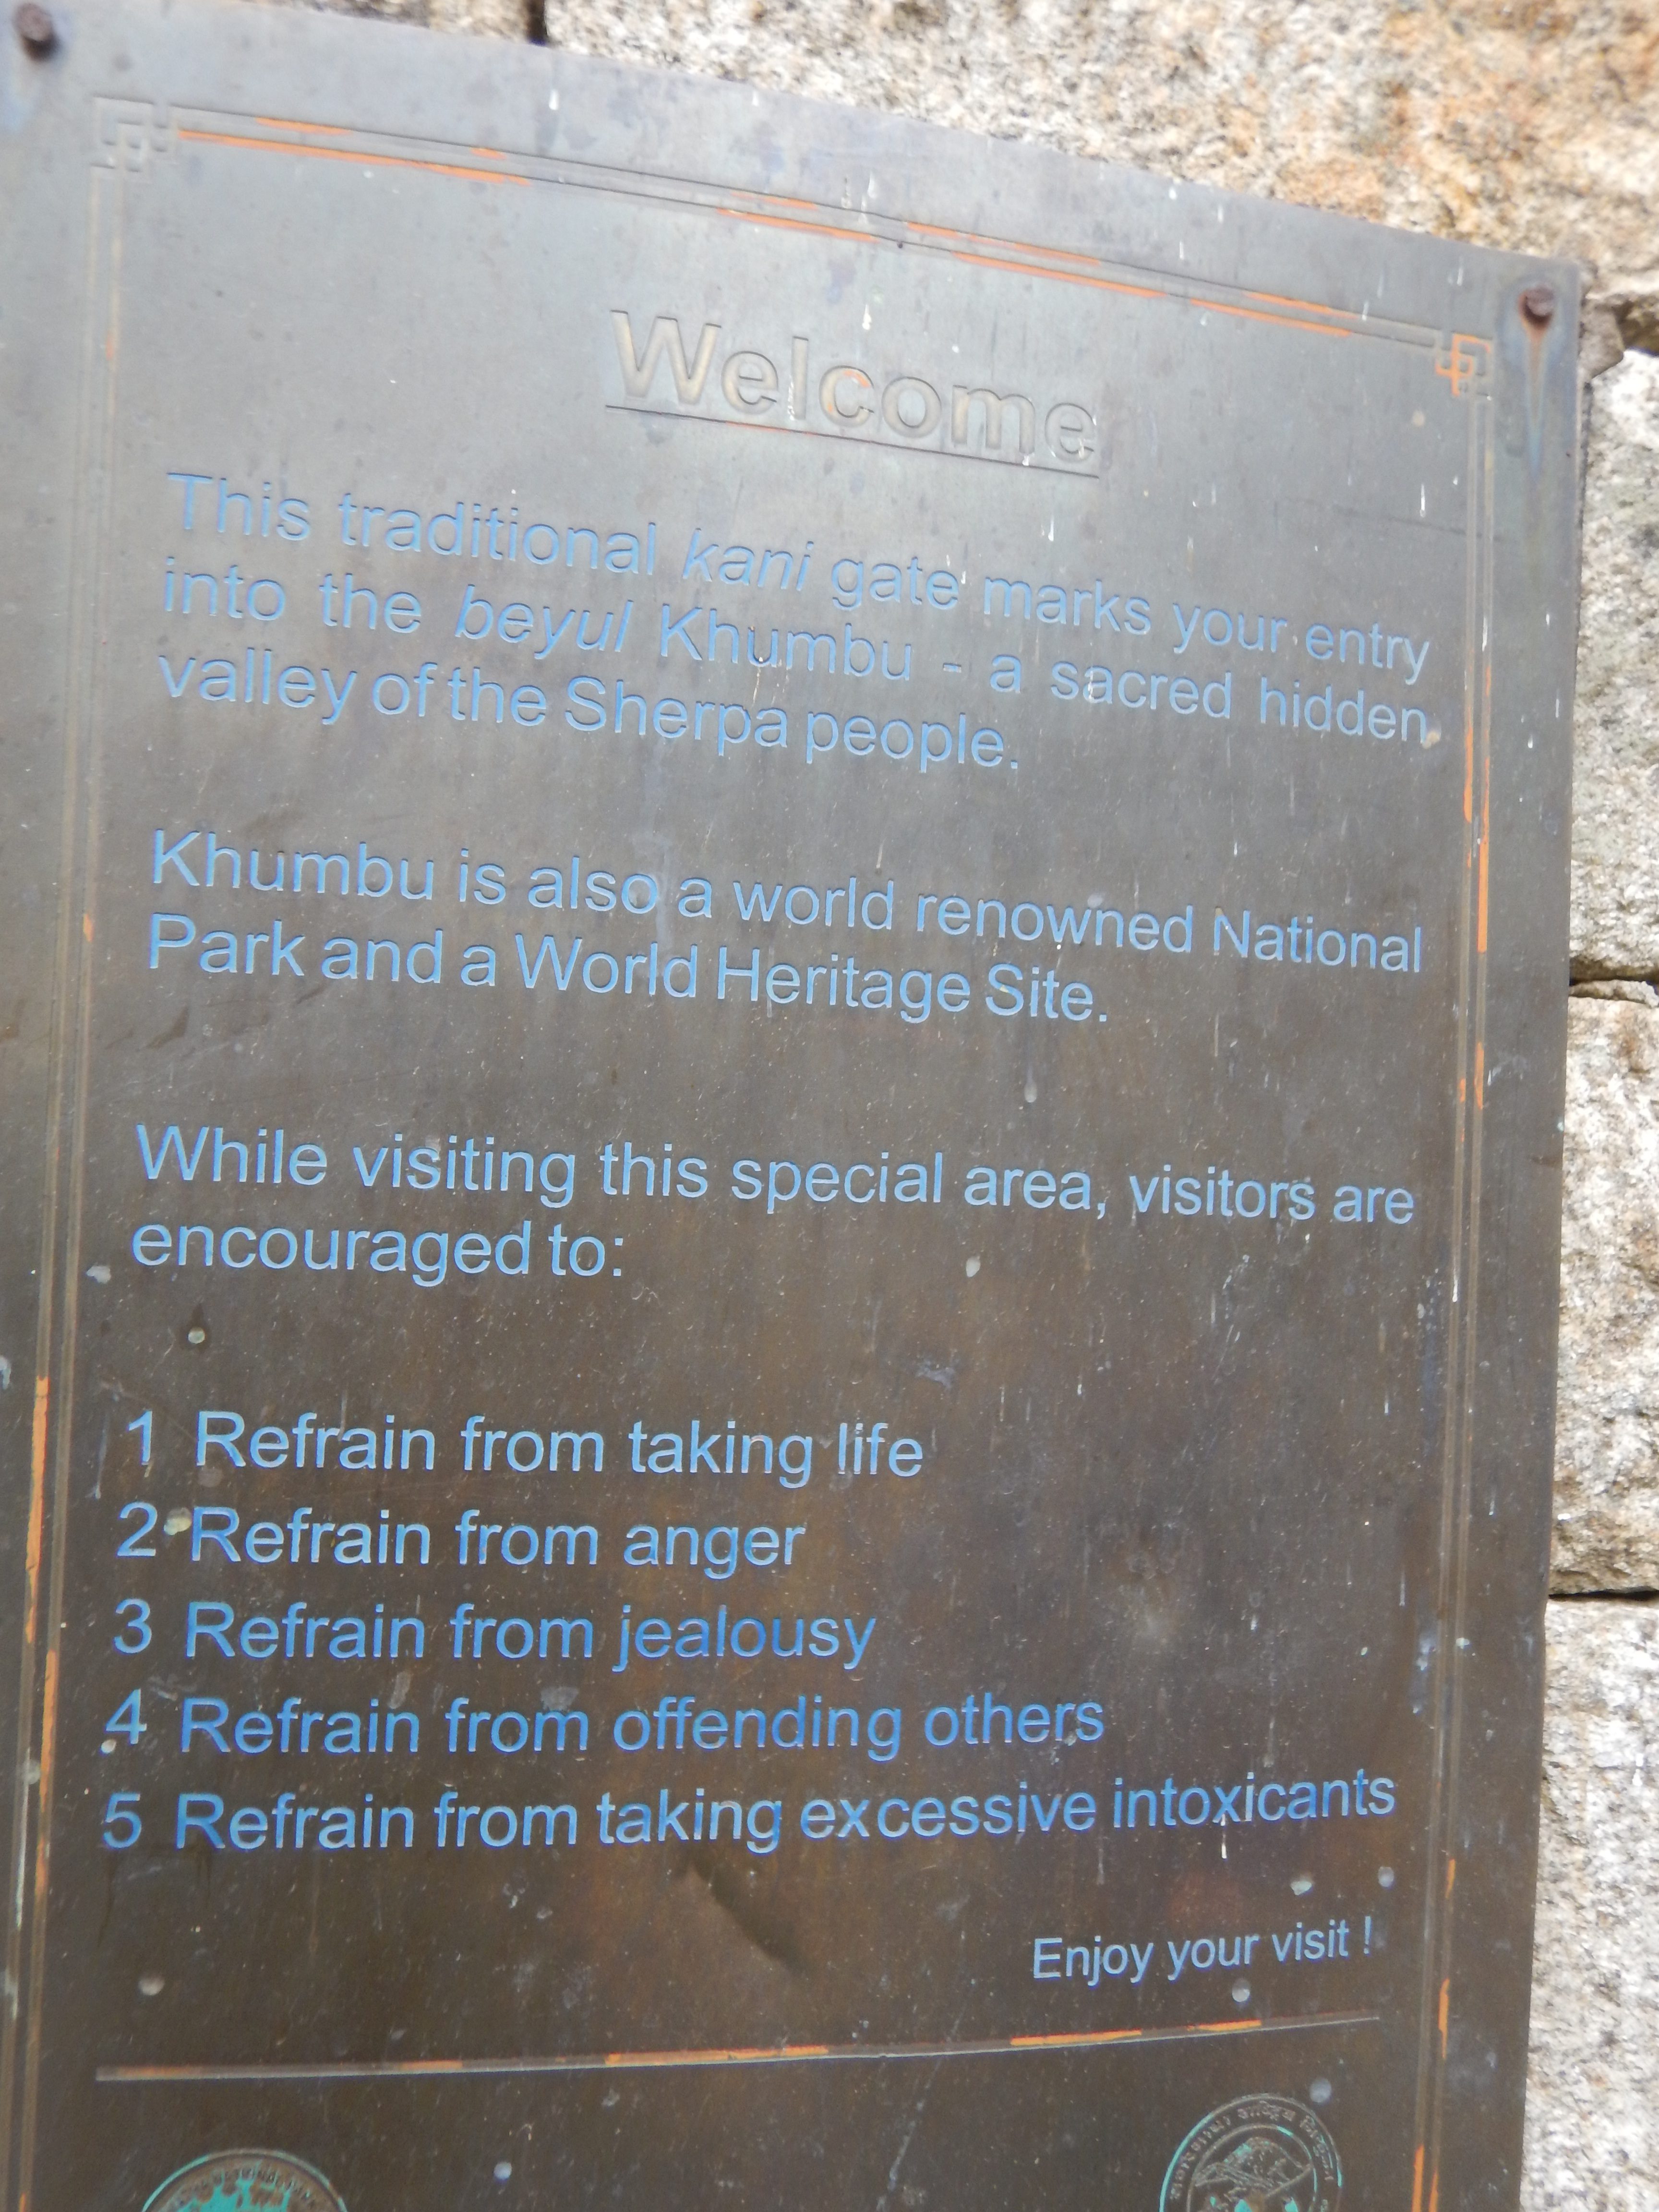 Welcome
This traditional kani gate marks your entry
into the beyul Khumbu - a sacred hidden
valley of the Sherpa people.
Khumbu is also a world renowned National
Park and a World Heritage Site.
While visiting this special area, visitors are
encouraged to:
1 Refrain from taking life
2 Refrain from anger
3 Refrain from jealousy
4 Refrain from offending others
5 Refrain from taking excessive intoxicants
Enjoy your visit !